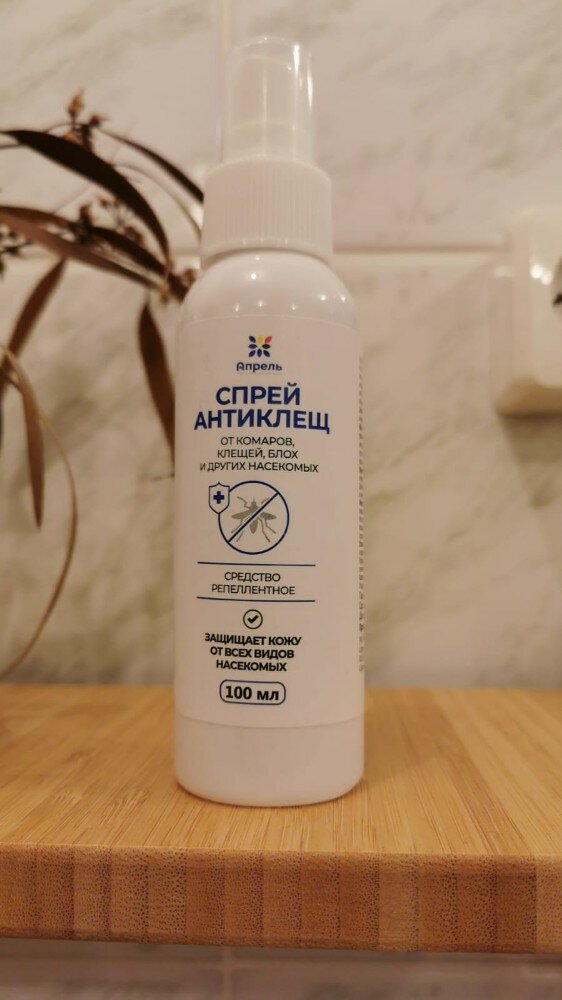 Апрель
СПРЕЙ
АНТИКЛЕЩ
ОТ КОМАРОВ,
КЛЕЩЕЙ, БЛОХ
И ДРУГИХ НАСЕКОМЫХ
СРЕДСТВО
РЕПЕЛЛЕНТНОЕ
ЗАЩИЩАЕТ КОЖУ
ОТ ВСЕХ ВИДОВ
НАСЕКОМЫХ
100 мл